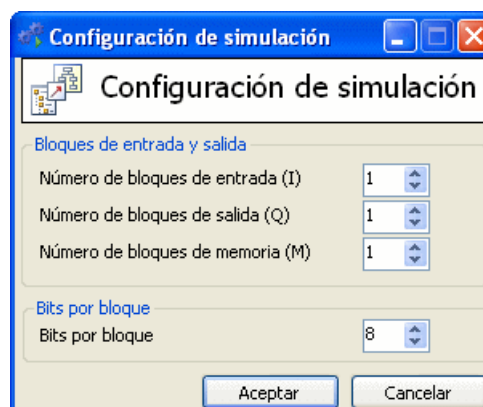 Configuración de simulación
Configuración de simulación
Bloques de entrada y salida
Número de bloques de entrada (I) 1
Número de bloques de salida (Q) 1
Número de bloques de memoria (M) 1
Bits por bloque
Bits por bloque 8
Aceptar Cancelar